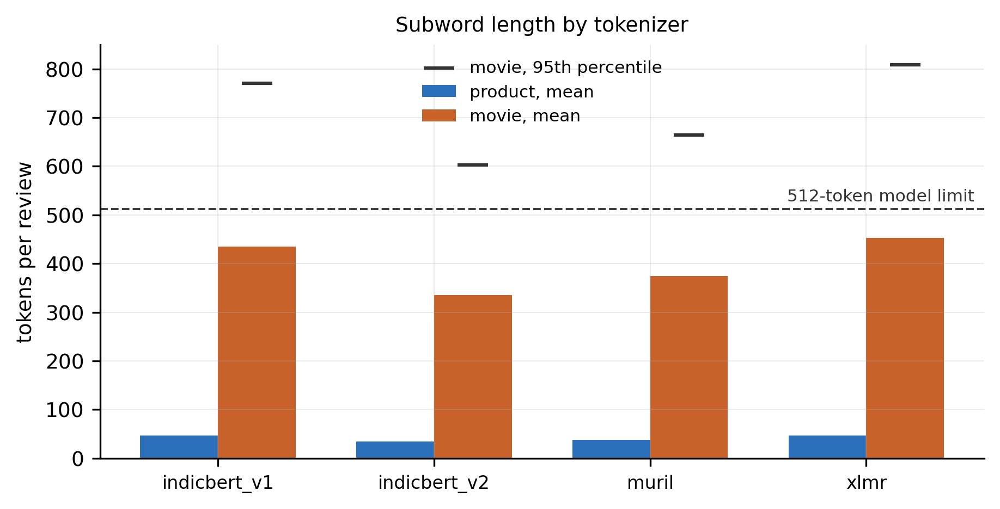 Subword length by tokenizer
movie, 95th percentile
product, mean
movie, mean
512-token model limit
tokens per review
800
700
600
500
400
300
200
100
0
indicbert_v1
indicbert_v2
muril
xlmr